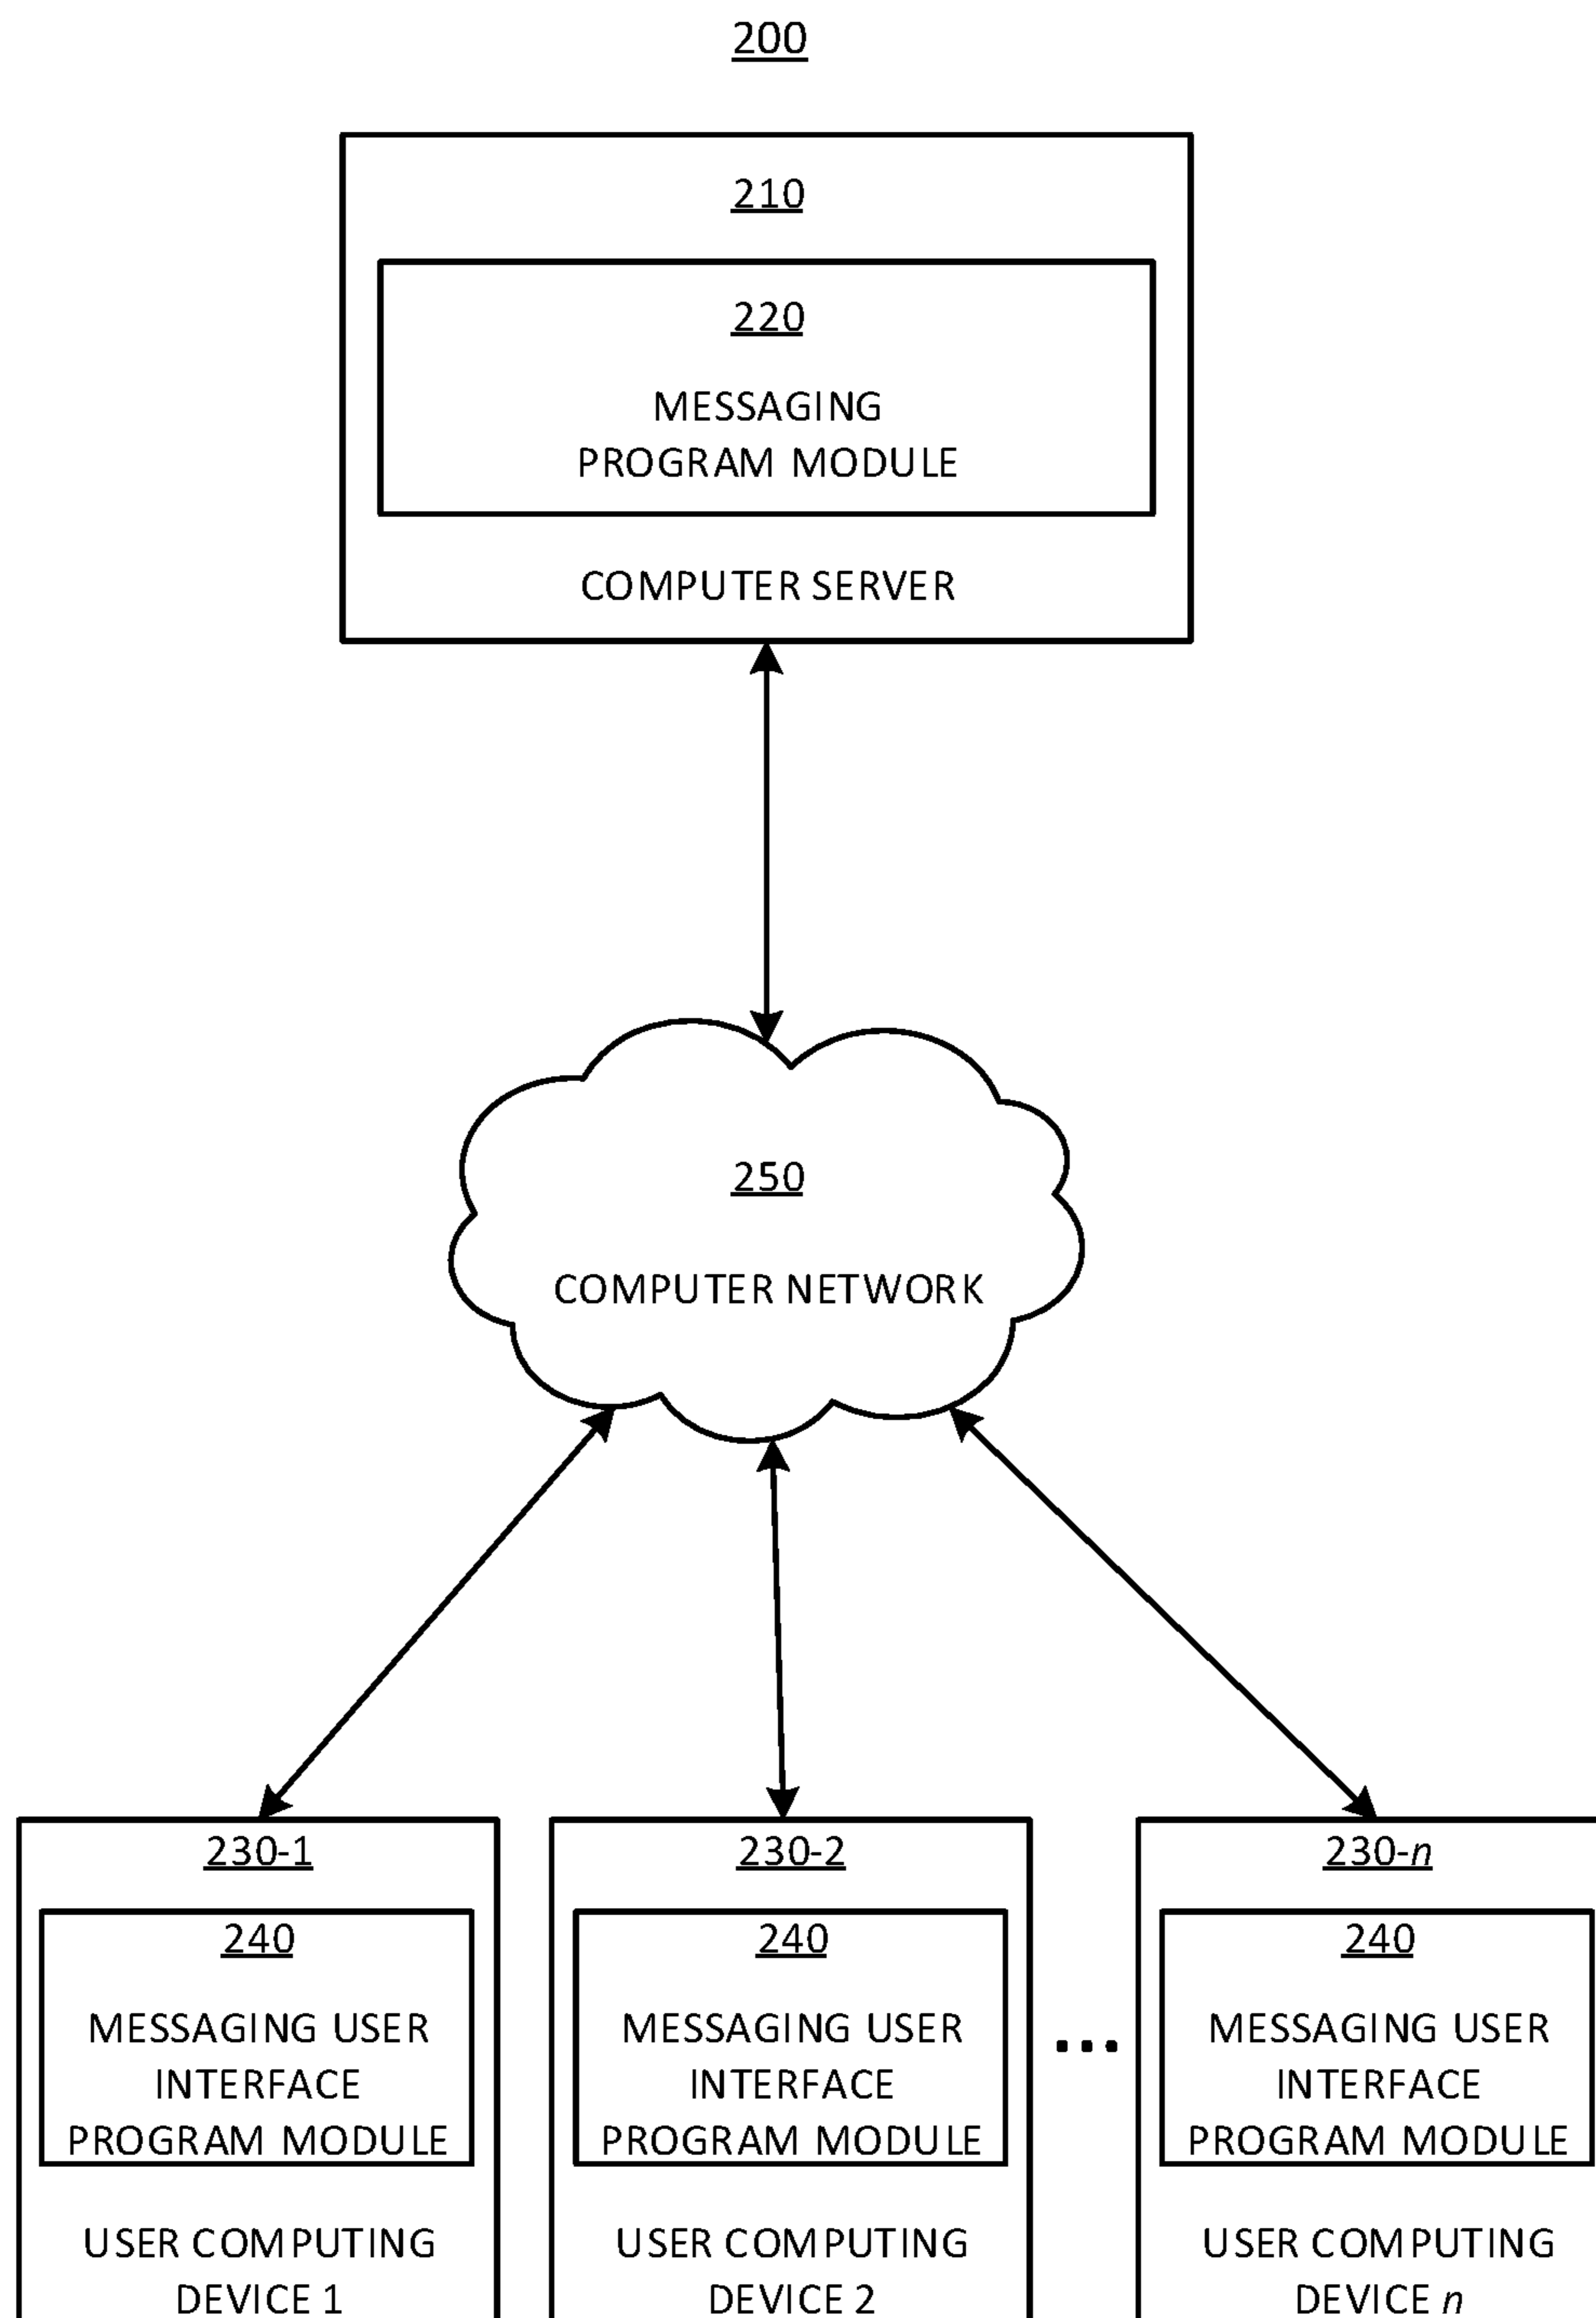 200
210
220
MESSAGING
PROGRAM MODULE
COMPUTER SERVER
250
COMPUTER NETWORK
230-1
240
MESSAGING USER
INTERFACE
PROGRAM MODULE
USER COMPUTING
DEVICE 1
230-2
240
MESSAGING USER
INTERFACE
PROGRAM MODULE
USER COMPUTING
DEVICE 2
...
230-n
240
MESSAGING USER
INTERFACE
PROGRAM MODULE
USER COMPUTING
DEVICE n